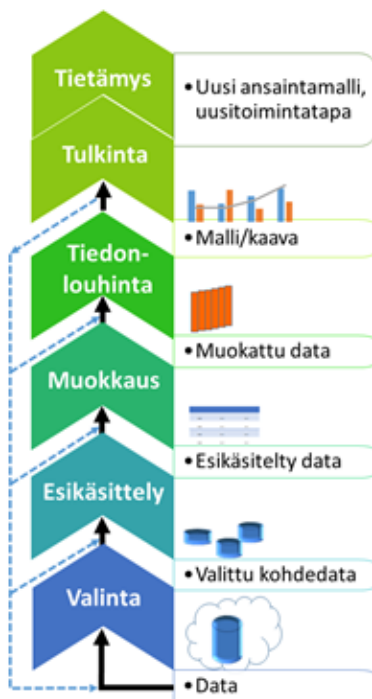 Tietämys
• Uusi ansaintamalli,
uusitoimintatapa
Tulkinta
• Malli/kaava
Tiedon-
louhinta
• Muokattu data
Muokkaus
• Esikäsitelty data
Esikäsittely
• Valittu kohdedata
Valinta
• Data